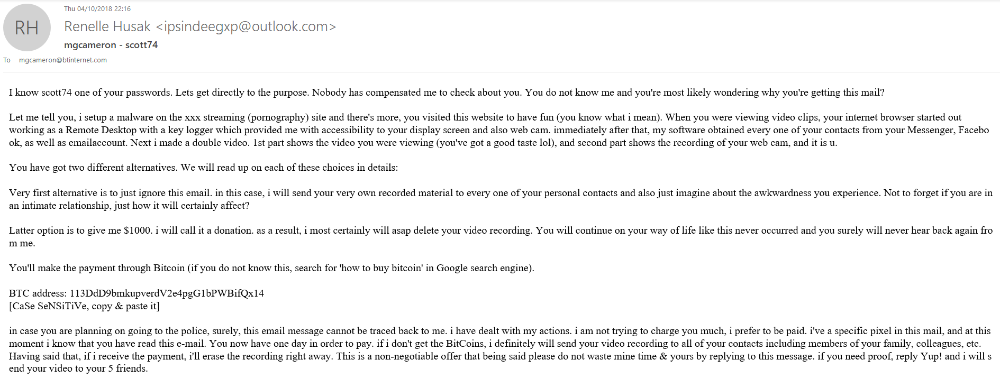 Thu 04/10/2018 22:16
RH
Renelle Husak <ipsindeegxp@outlook.com>
mgcameron - scott74
To mgcameron@btinternet.com
I know scott74 one of your passwords. Lets get directly to the purpose. Nobody has compensated me to check about you. You do not know me and you're most likely wondering why you're getting this mail?
Let me tell you, i setup a malware on the xxx streaming (pornography) site and there's more, you visited this website to have fun (you know what i mean). When you were viewing video clips, your internet browser started out
working as a Remote Desktop with a key logger which provided me with accessibility to your display screen and also web cam. immediately after that, my software obtained every one of your contacts from your Messenger, Facebo
ok, as well as emailaccount. Next i made a double video. 1st part shows the video you were viewing (you've got a good taste lol), and second part shows the recording of your web cam, and it is u.
You have got two different alternatives. We will read up on each of these choices in details:
Very first alternative is to just ignore this email. in this case, i will send your very own recorded material to every one of your personal contacts and also just imagine about the awkwardness you experience. Not to forget if you are in
an intimate relationship, just how it will certainly affect?
Latter option is to give me $1000. i will call it a donation. as a result, i most certainly will asap delete your video recording. You will continue on your way of life like this never occurred and you surely will never hear back again fro
m me.
You'll make the payment through Bitcoin (if you do not know this, search for 'how to buy bitcoin' in Google search engine).
BTC address: 113DdD9bmkupverdV2e4pgG1bPWBifQx14
[CaSe SeNSiTiVe, copy & paste it]
in case you are planning on going to the police, surely, this email message cannot be traced back to me. i have dealt with my actions. i am not trying to charge you much, i prefer to be paid. i've a specific pixel in this mail, and at this
moment i know that you have read this e-mail. You now have one day in order to pay. if i don't get the BitCoins, i definitely will send your video recording to all of your contacts including members of your family, colleagues, etc.
Having said that, if i receive the payment, i'll erase the recording right away. This is a non-negotiable offer that being said please do not waste mine time & yours by replying to this message. if you need proof, reply Yup! and i will s
end your video to your 5 friends.